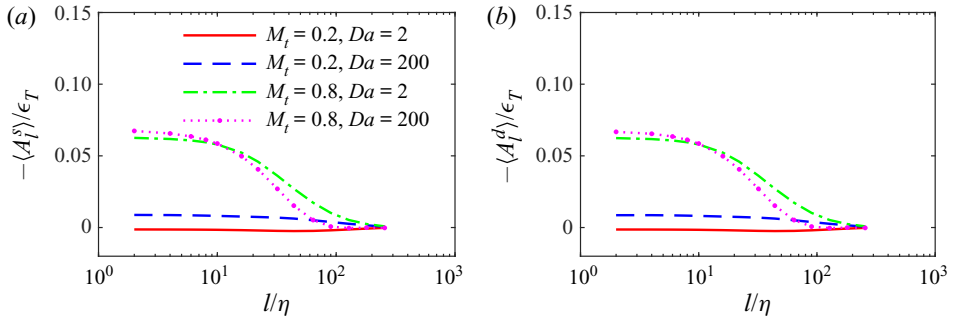 (a)
0.15
0.10
0.05
0
−⟨A_l^s⟩/ϵ_T
M_t = 0.2, Da = 2
M_t = 0.2, Da = 200
M_t = 0.8, Da = 2
M_t = 0.8, Da = 200
10^0 10^1 10^2 10^3
l/η
(b)
0.15
0.10
0.05
0
−⟨A_l^d⟩/ϵ_T
10^0 10^1 10^2 10^3
l/η